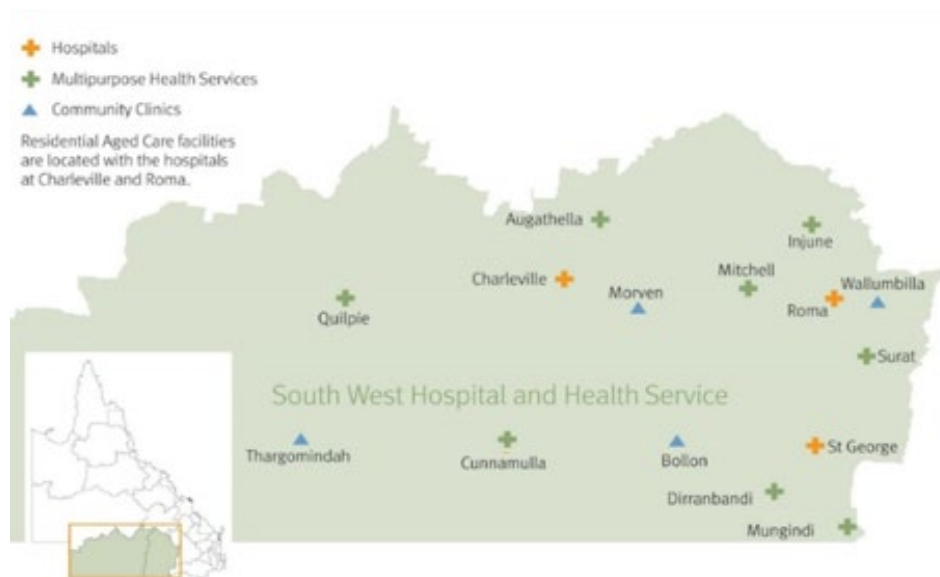 Hospitals
Multipurpose Health Services
Community Clinics
Residential Aged Care facilities
are located with the hospitals
at Charleville and Roma.
Augathella
Injune
Charleville
Mitchell
Morven
Wallumbilla
Quilpie
Roma
Surat
South West Hospital and Health Service
Thargomindah
Cunnamulla
Bollon
St George
Dirranbandi
Mungindi